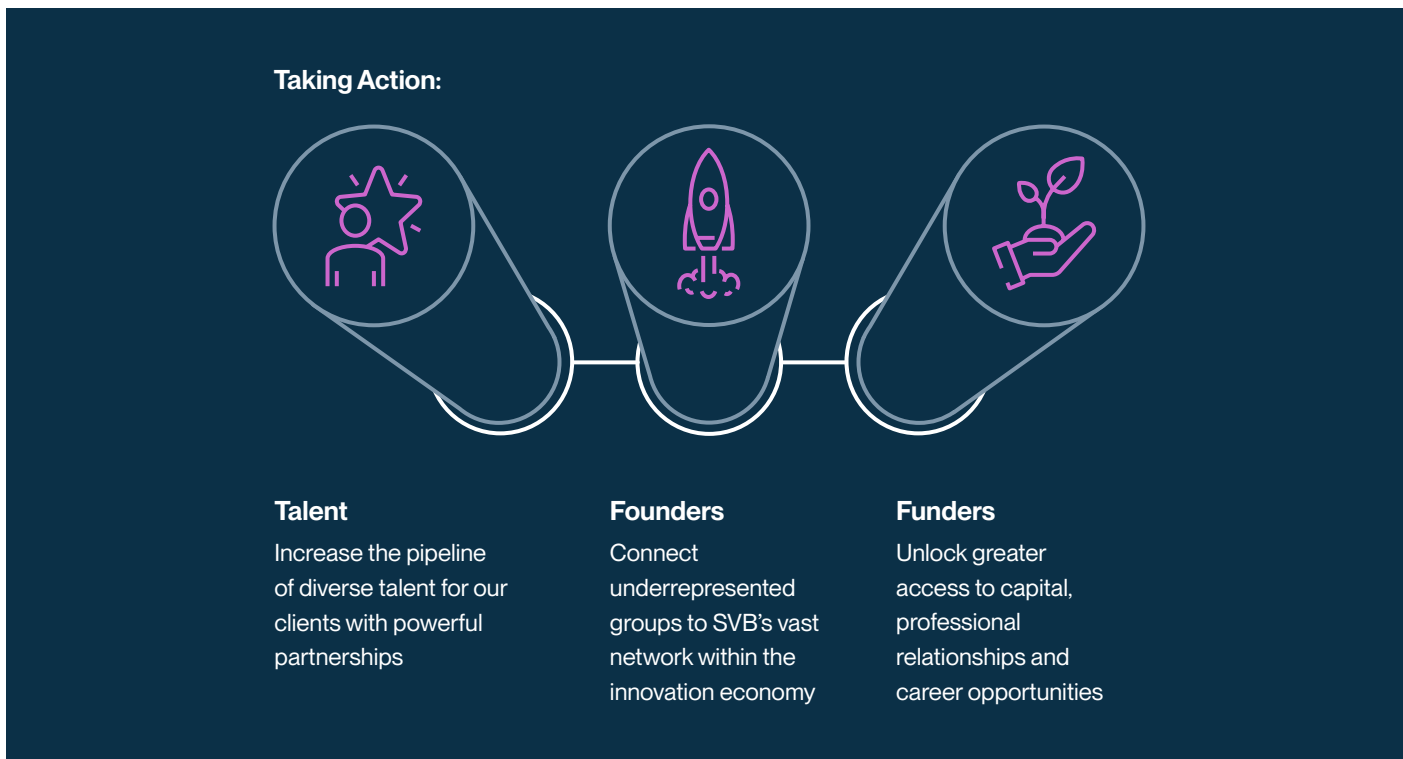 Taking Action:
Talent
Increase the pipeline
of diverse talent for our
clients with powerful
partnerships
Founders
Connect
underrepresented
groups to SVB’s vast
network within the
innovation economy
Funders
Unlock greater
access to capital,
professional
relationships and
career opportunities